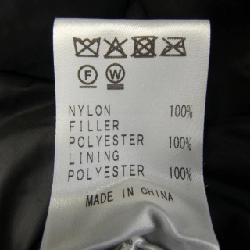 F W
NYLON 100%
FILLER
POLYESTER 100%
LINING
POLYESTER 100%
MADE IN CHINA